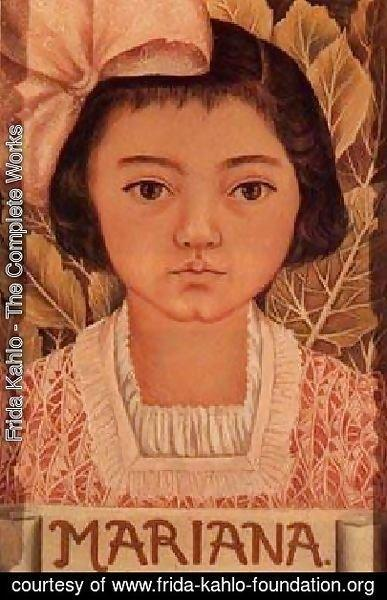 Frida Kahlo - The Complete Works
MARIANA.
courtesy of www.frida-kahlo-foundation.org